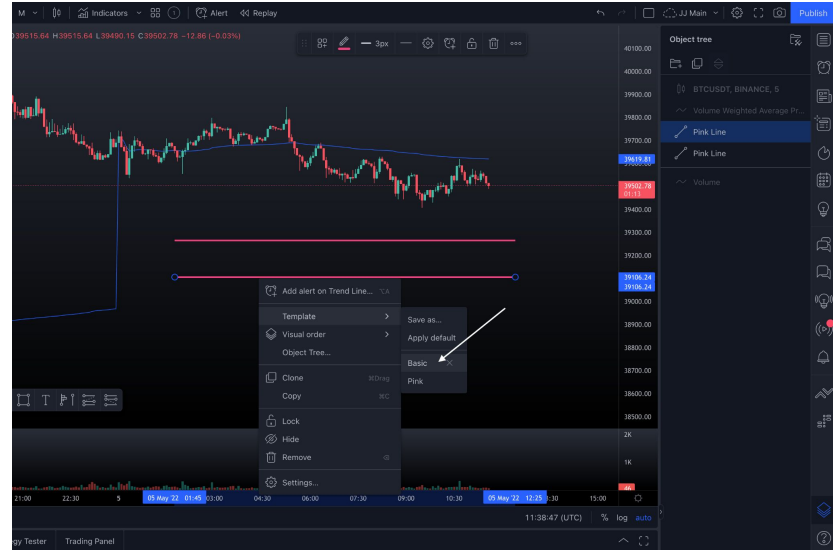 M Indicators Alert Replay JJ Main Publish
O39515.64 H39515.64 L39490.15 C39502.78 −12.86 (−0.03%)
3px
Object tree
BTCUSDT, BINANCE, 5
Volume Weighted Average Pr...
Pink Line
Pink Line
Volume
40100.00
40000.00
39900.00
39800.00
39700.00
39619.81
39502.78
01:13
39400.00
39300.00
39200.00
39106.24
39106.24
39000.00
38900.00
38800.00
38700.00
38600.00
38500.00
2K
1K
46
Add alert on Trend Line... ⌥A
Template
Visual order
Object Tree...
Clone ⌘Drag
Copy ⌘C
Lock
Hide
Remove
Settings...
Save as...
Apply default
Basic
Pink
T
21:00 22:30 5 05 May '22 01:45 03:00 04:30 06:00 07:30 09:00 10:30 05 May '22 12:25 :30 15:00
11:38:47 (UTC) % log auto
gy Tester Trading Panel